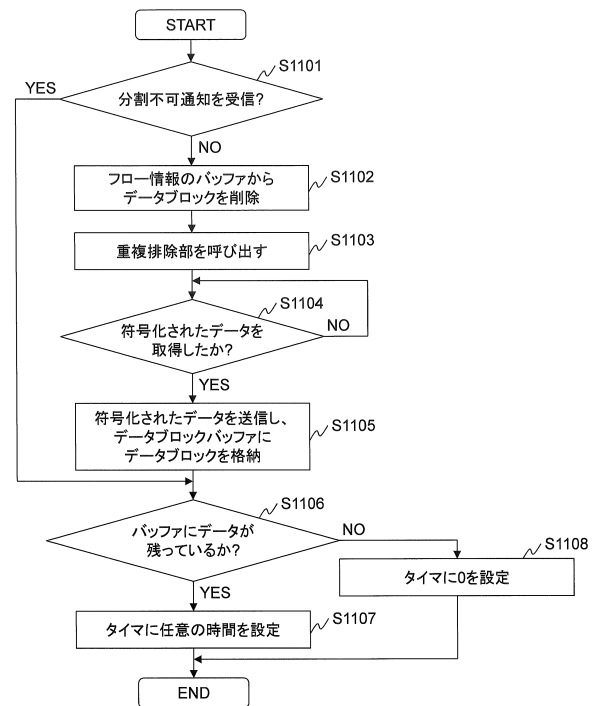 START
S1101
YES
分割不可通知を受信?
NO
フロー情報のバッファから
データブロックを削除
S1102
重複排除部を呼び出す
S1103
S1104
符号化されたデータを
取得したか?
NO
YES
符号化されたデータを送信し、
データブロックバッファに
データブロックを格納
S1105
S1106
バッファにデータが
残っているか?
NO
S1108
タイマに0を設定
YES
タイマに任意の時間を設定
S1107
END